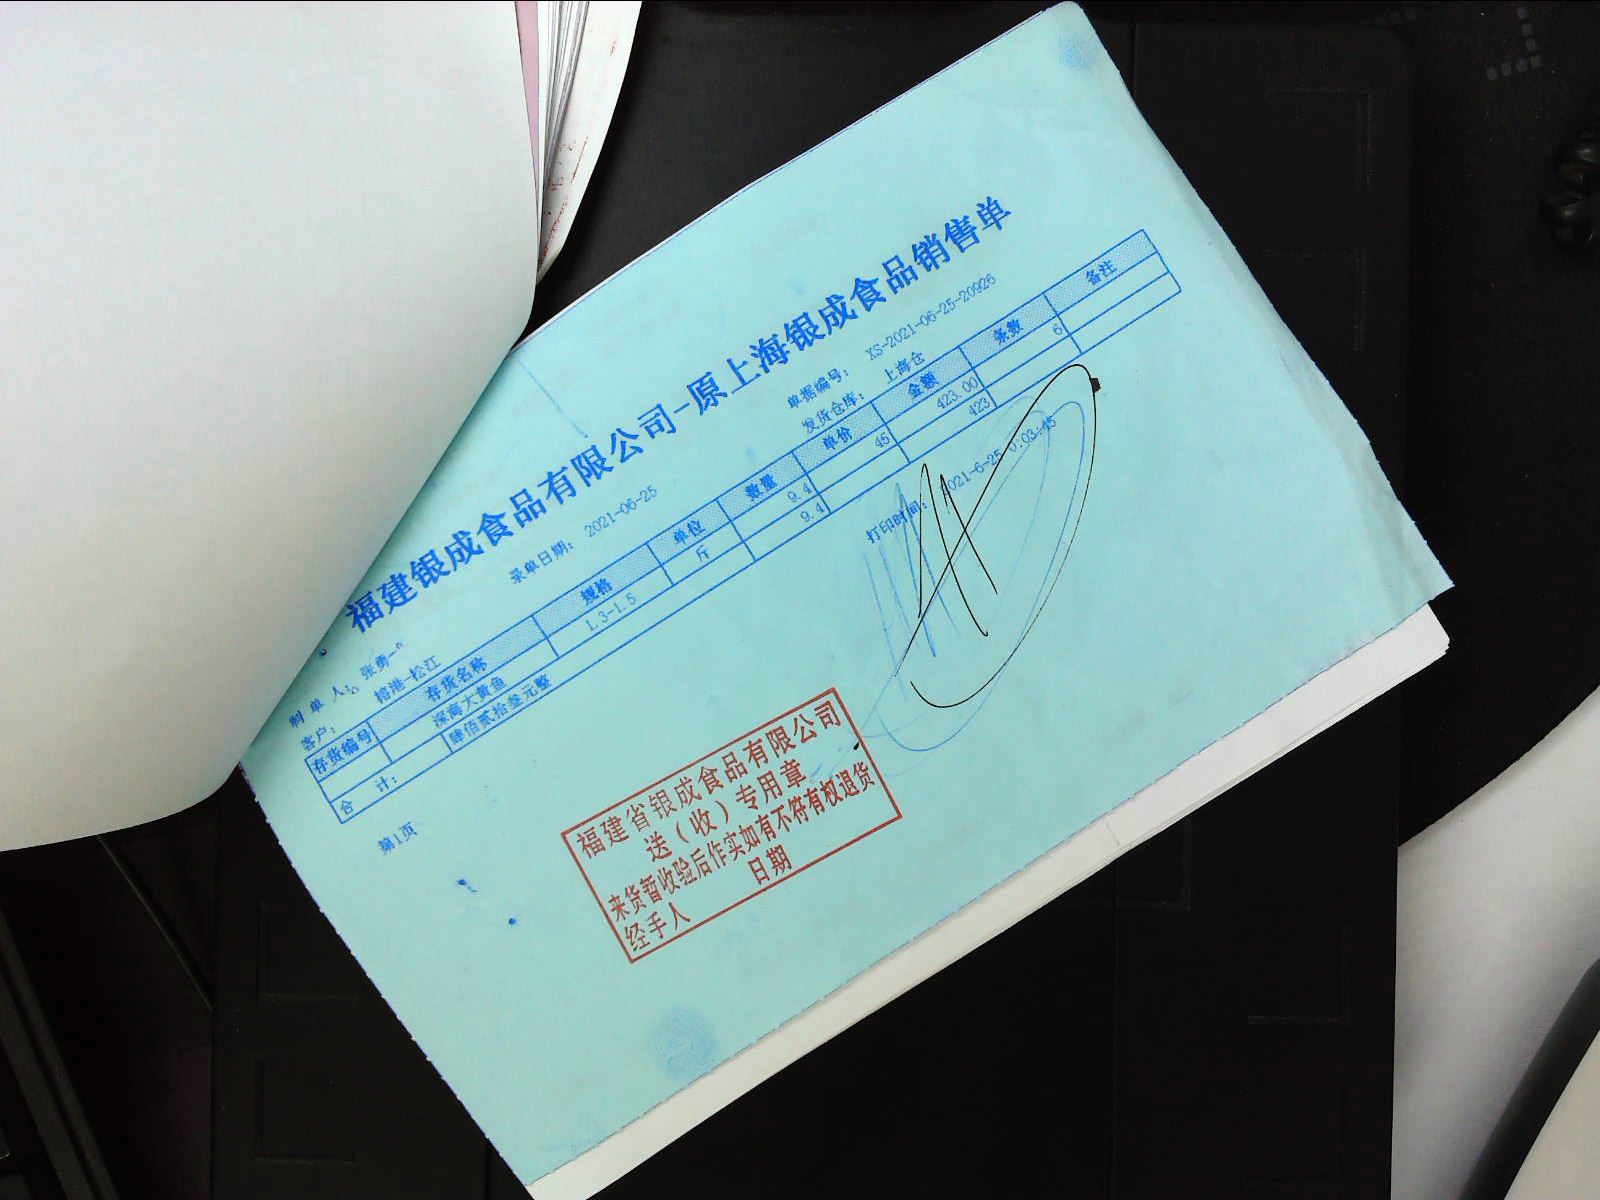 福建银成食品有限公司-原上海银成食品销售单
制单人: 张勇 录单日期: 2021-06-25 单据编号: XS-2021-06-25-20926
客户: 榕港-松江 发货仓库: 上海仓
存货编号 存货名称 规格 单位 数量 单价 金额 条数 备注
深海大黄鱼 1.3-1.5 斤 9.4 45 423.00 6
合 计: 肆佰贰拾叁元整 9.4 423
第1页 打印时间: 2021-6-25 0:03:45
福建省银成食品有限公司
送（收）专用章
来货暂收验后作实如有不符有权退货
经手人 日期